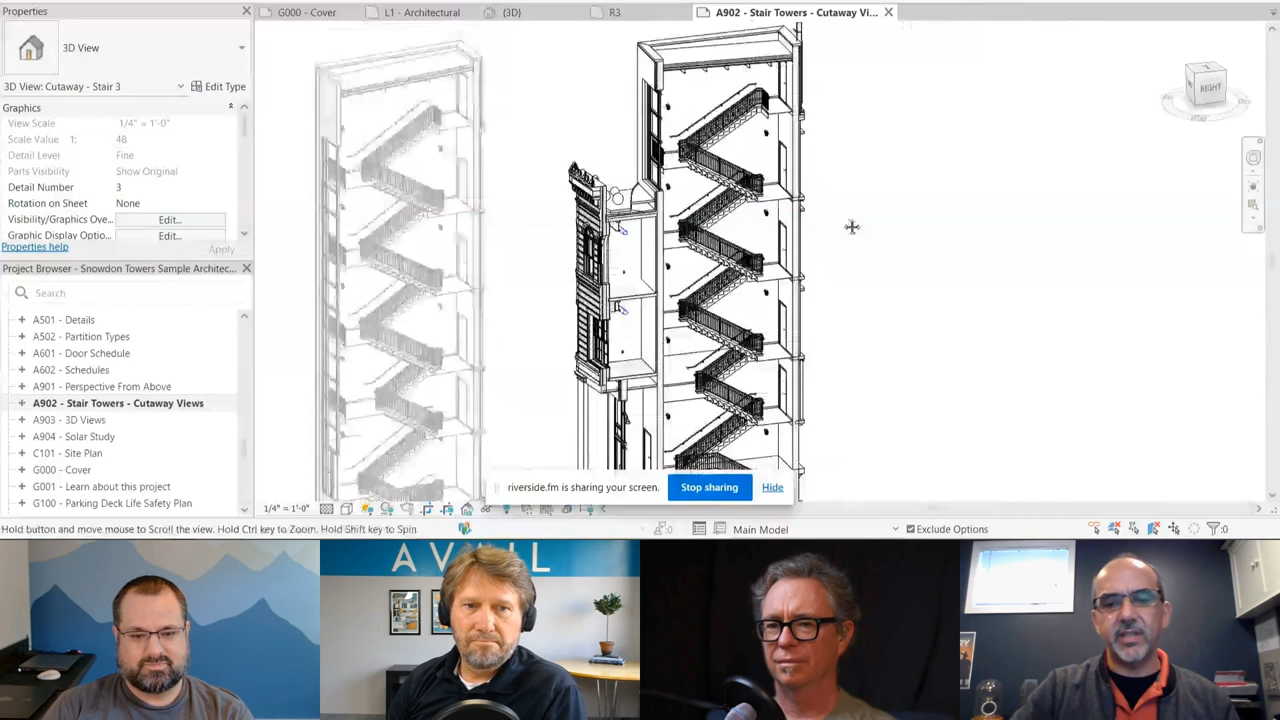 Properties
G000 - Cover
L1 - Architectural
{3D}
R3
A902 - Stair Towers - Cutaway Vi...
3D View
3D View: Cutaway - Stair 3
Edit Type
Graphics
View Scale 1/4" = 1'-0"
Scale Value 1: 48
Detail Level Fine
Parts Visibility Show Original
Detail Number 3
Rotation on Sheet None
Visibility/Graphics Ove... Edit...
Graphic Display Optio... Edit...
Properties help
Apply
RIGHT
Project Browser - Snowdon Towers Sample Architec...
Search
A501 - Details
A502 - Partition Types
A601 - Door Schedule
A602 - Schedules
A901 - Perspective From Above
A902 - Stair Towers - Cutaway Views
A903 - 3D Views
A904 - Solar Study
C101 - Site Plan
G000 - Cover
G001 - Learn about this project
G100 - Parking Deck Life Safety Plan
riverside.fm is sharing your screen.
Stop sharing
Hide
1/4" = 1'-0"
Hold button and move mouse to Scroll the view. Hold Ctrl key to Zoom. Hold Shift key to Spin.
:0
Main Model
Exclude Options
:0
AVAIL